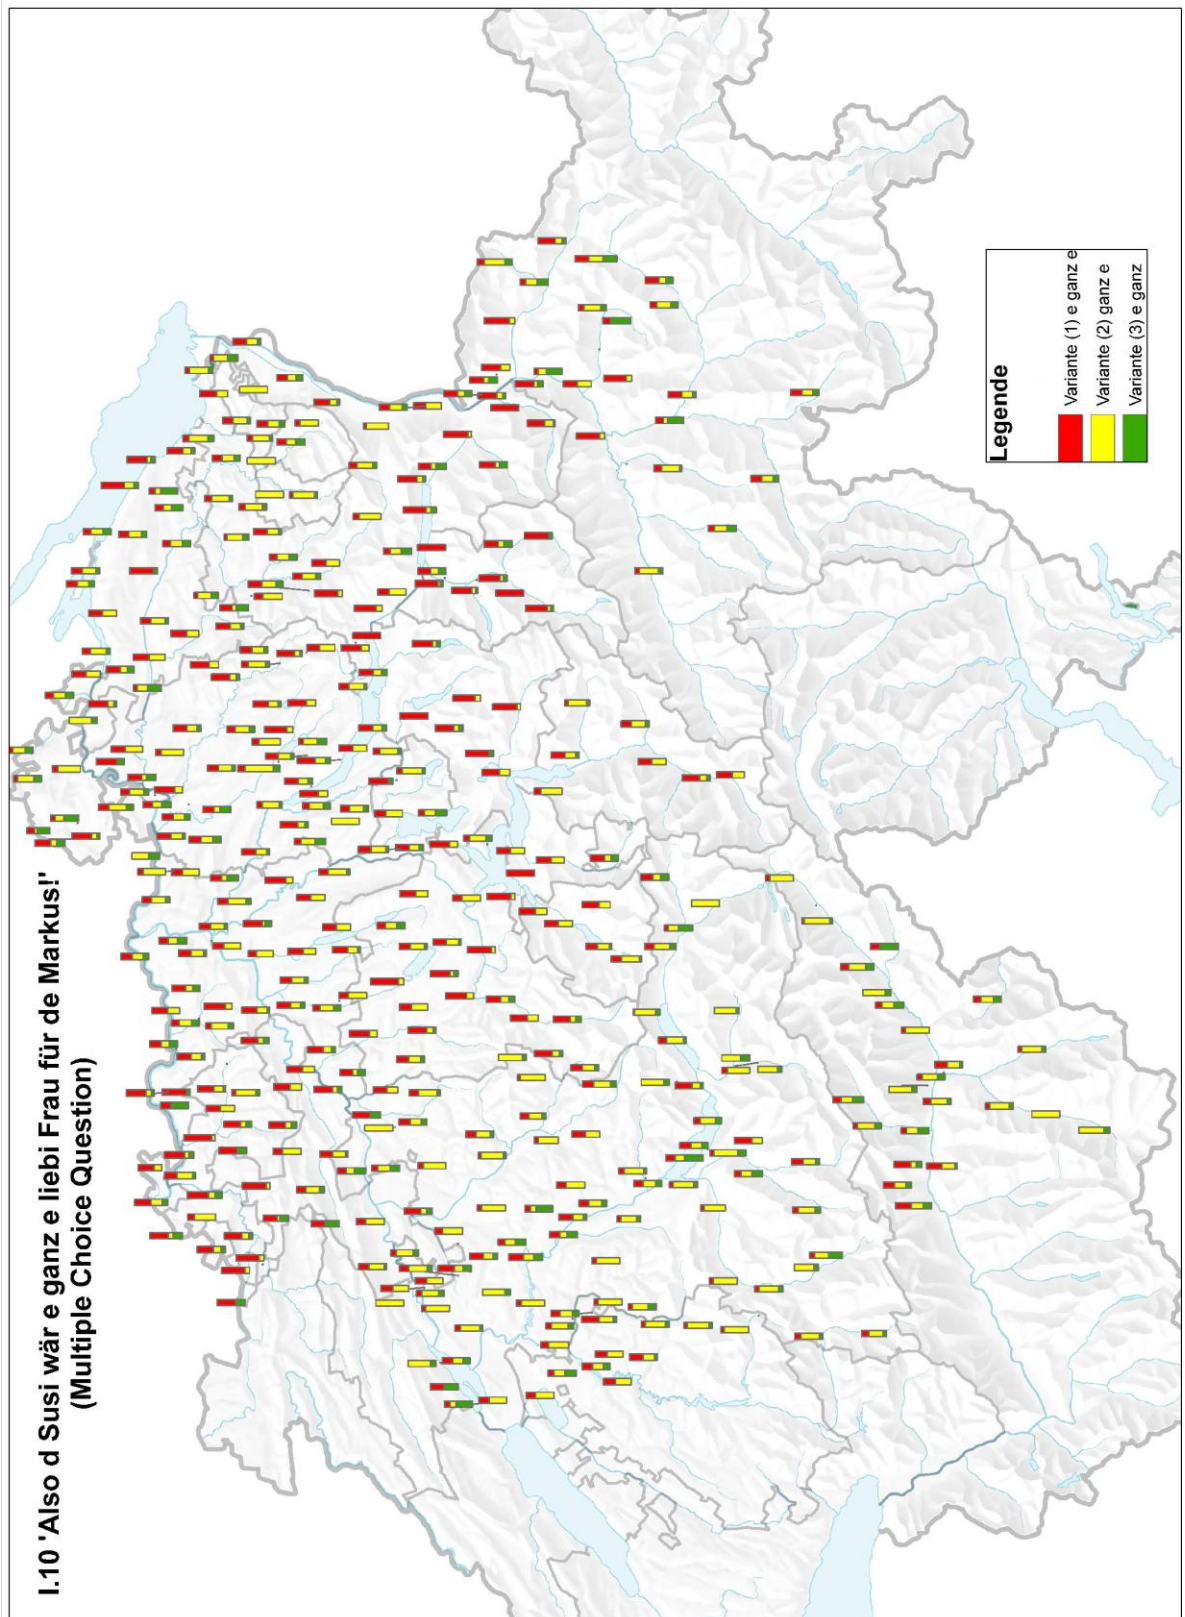 I.10 'Also d Susi wär e ganz e liebi Frau für de Markus!'
(Multiple Choice Question)
Legende
Variante (1) e ganz e
Variante (2) ganz e
Variante (3) e ganz